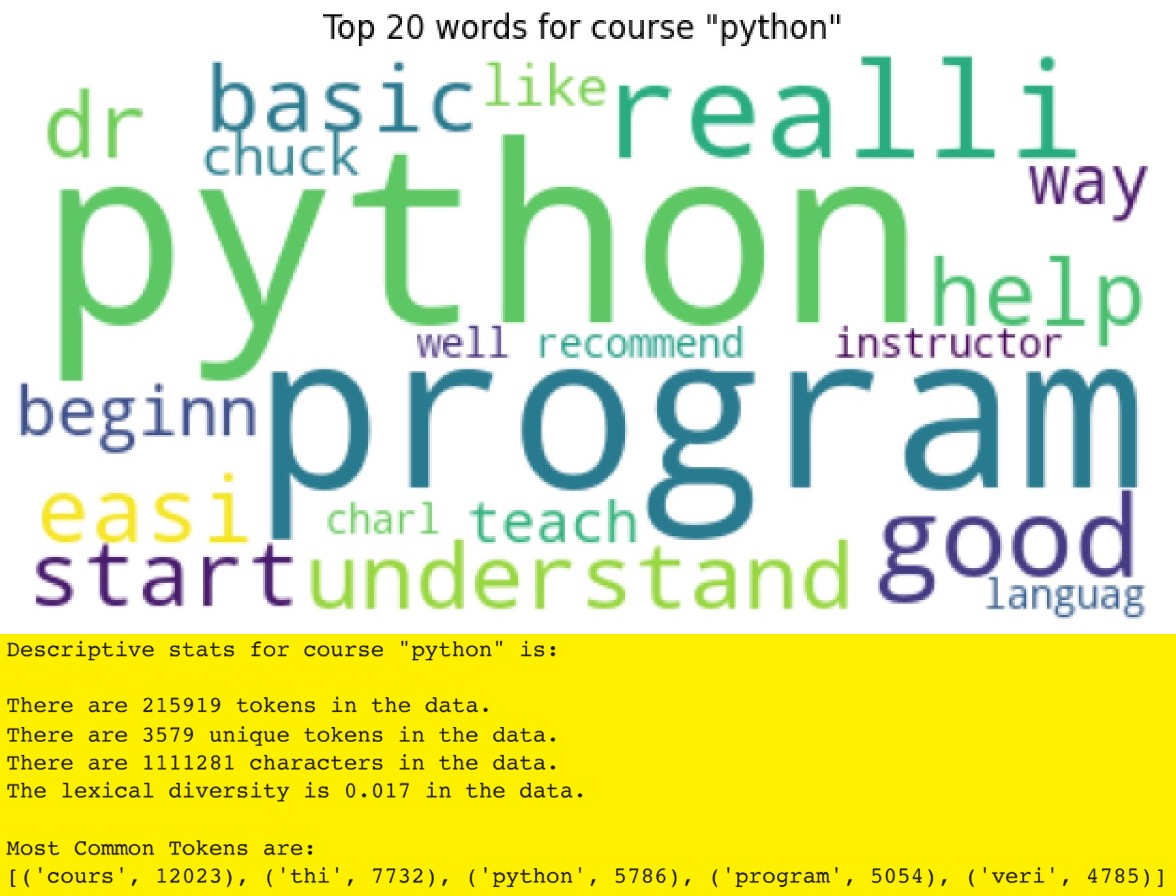 Top 20 words for course "python"
dr basic like realli
chuck way
python help
well recommend instructor
beginn program
easi charl teach good
start understand languag
Descriptive stats for course "python" is:
There are 215919 tokens in the data.
There are 3579 unique tokens in the data.
There are 1111281 characters in the data.
The lexical diversity is 0.017 in the data.
Most Common Tokens are:
[('cours', 12023), ('thi', 7732), ('python', 5786), ('program', 5054), ('veri', 4785)]